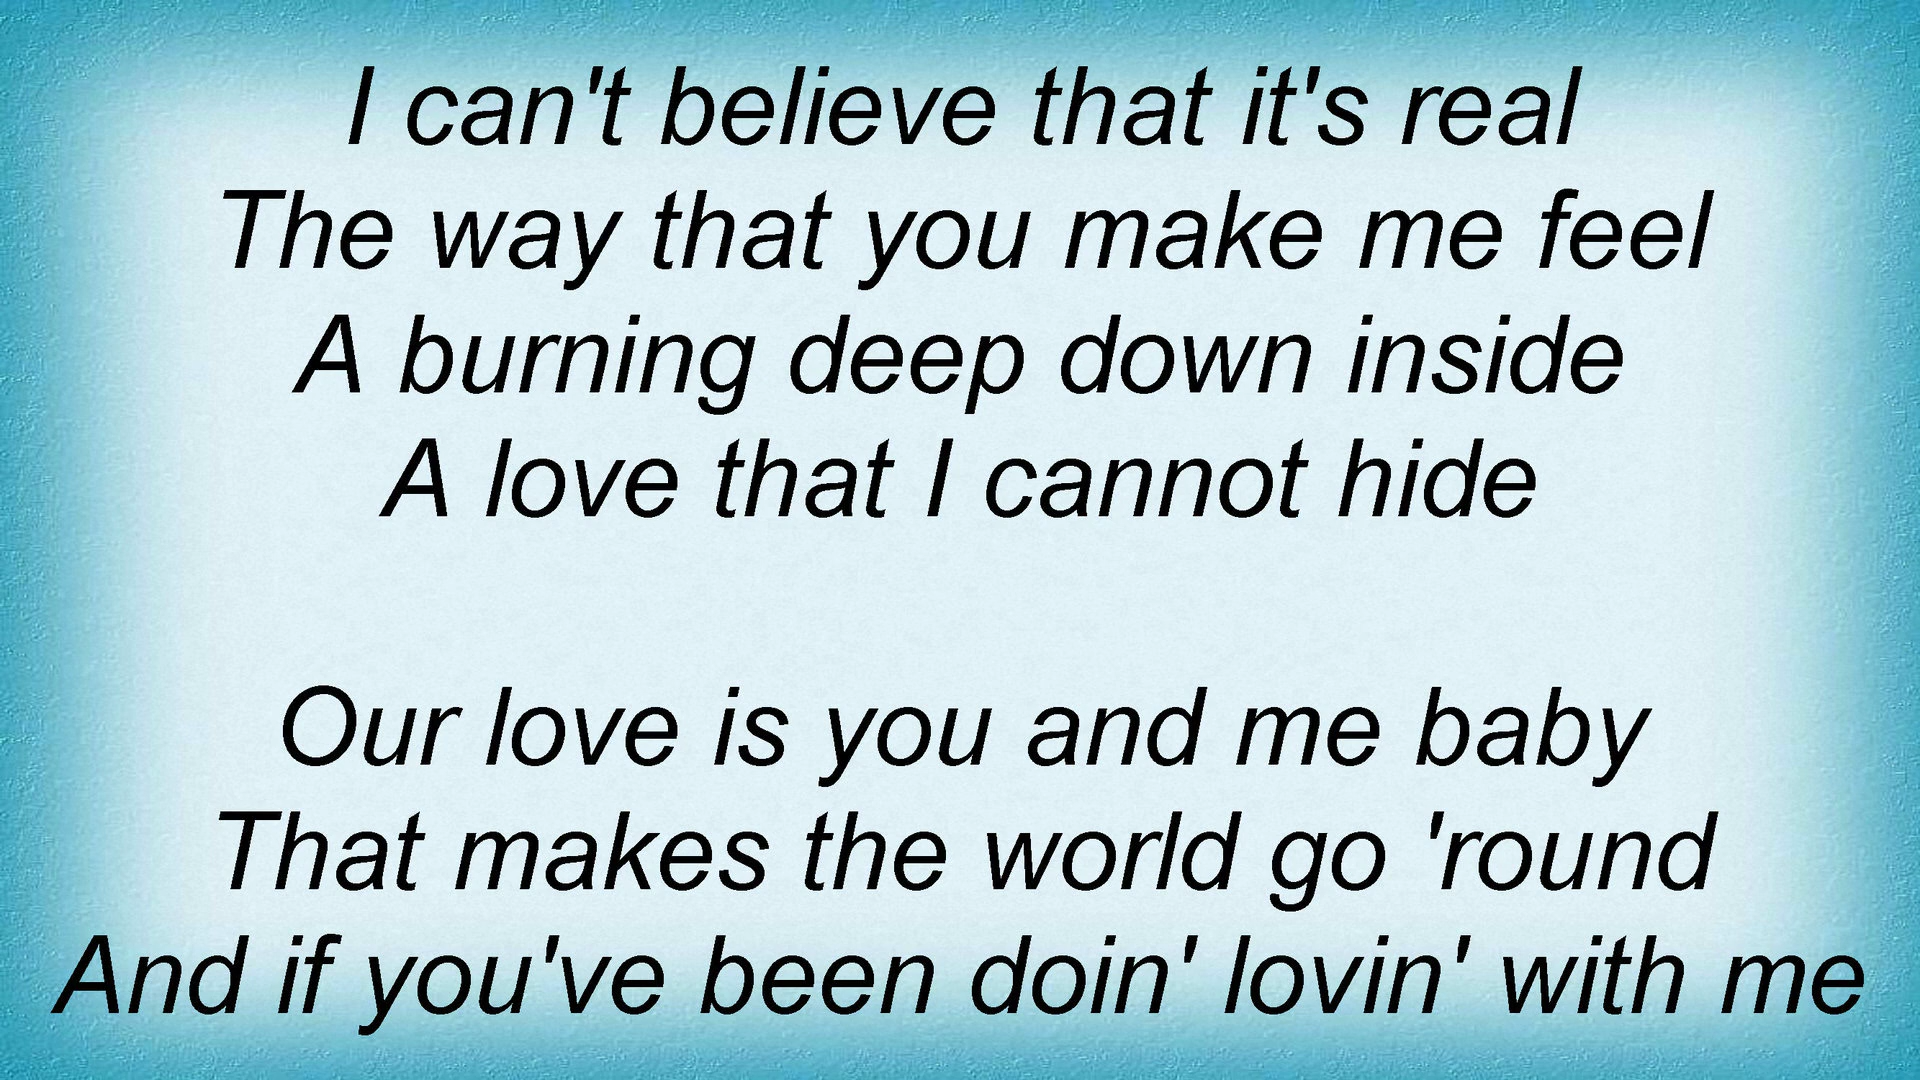 I can't believe that it's real
The way that you make me feel
A burning deep down inside
A love that I cannot hide
Our love is you and me baby
That makes the world go 'round
And if you've been doin' lovin' with me